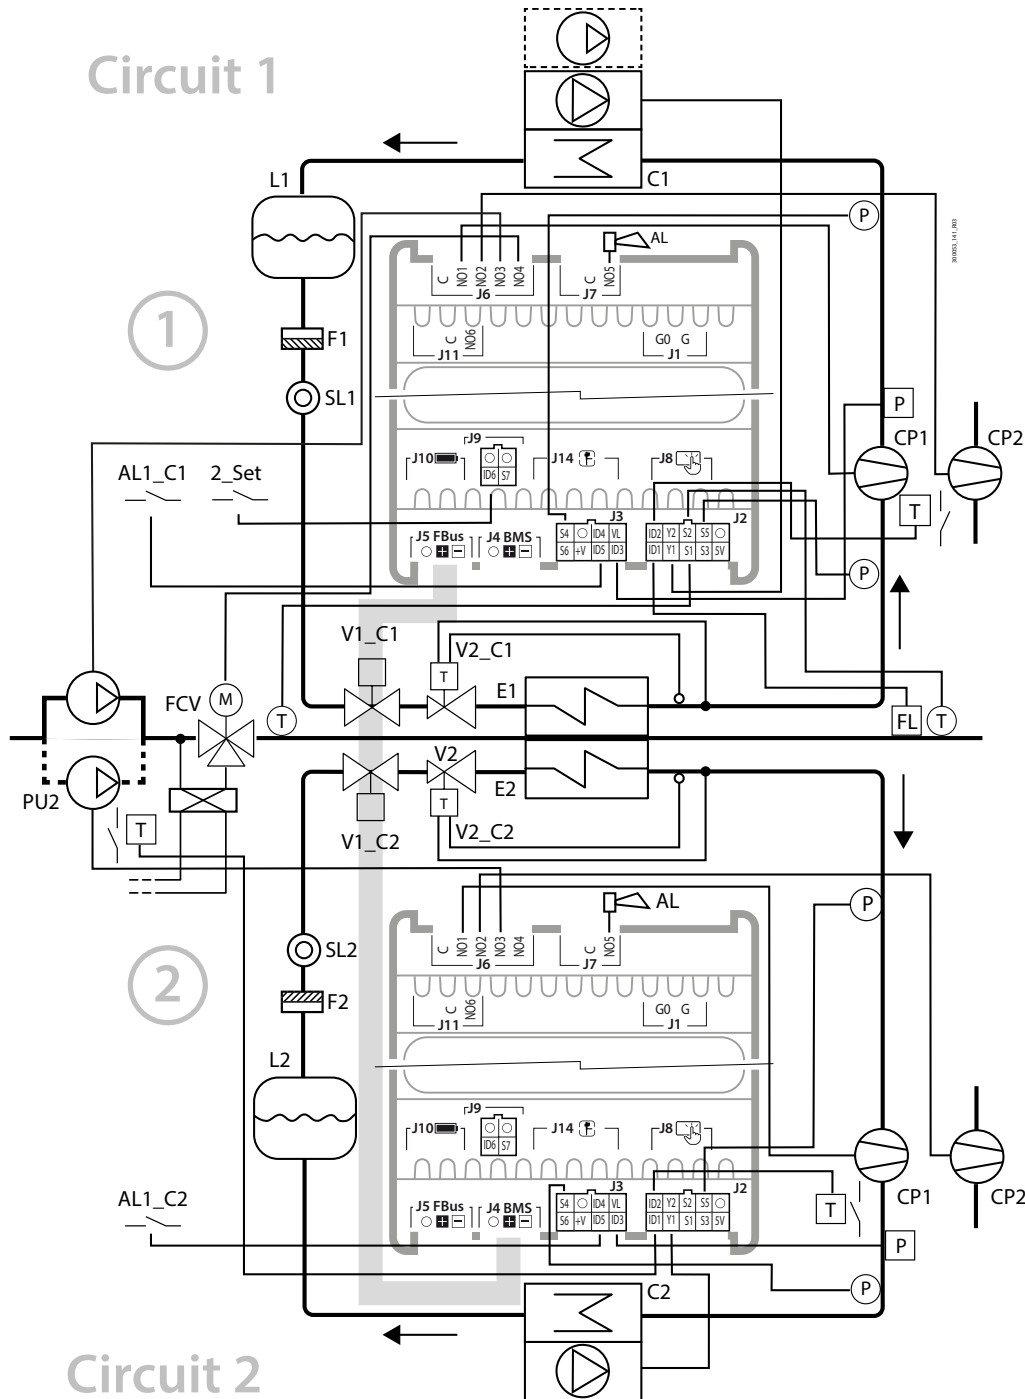 Circuit 1
C1
L1
P
AL
300053_141_R03
C
NO1
NO2
NO3
NO4
J6
C
NO5
J7
1
F1
C
NO6
J11
G0 G
J1
SL1
P
CP1
CP2
AL1_C1
2_Set
J9
J10
ID6 S7
J14
J8
T
J3
J2
J5 FBus
J4 BMS
S4 ID4 VL
S6 +V ID5 ID3
ID2 Y2 S2 S5
ID1 Y1 S1 S3 5V
P
V1_C1
V2_C1
T
E1
FCV
M
T
FL
T
V2
PU2
E2
T
T
V2_C2
V1_C2
AL
P
C
NO1
NO2
NO3
NO4
J6
C
NO5
J7
SL2
2
F2
C
NO6
J11
G0 G
J1
L2
J9
J10
ID6 S7
J14
J8
CP1
CP2
AL1_C2
J3
J2
T
J5 FBus
J4 BMS
S4 ID4 VL
S6 +V ID5 ID3
ID2 Y2 S2 S5
ID1 Y1 S1 S3 5V
P
C2
P
Circuit 2